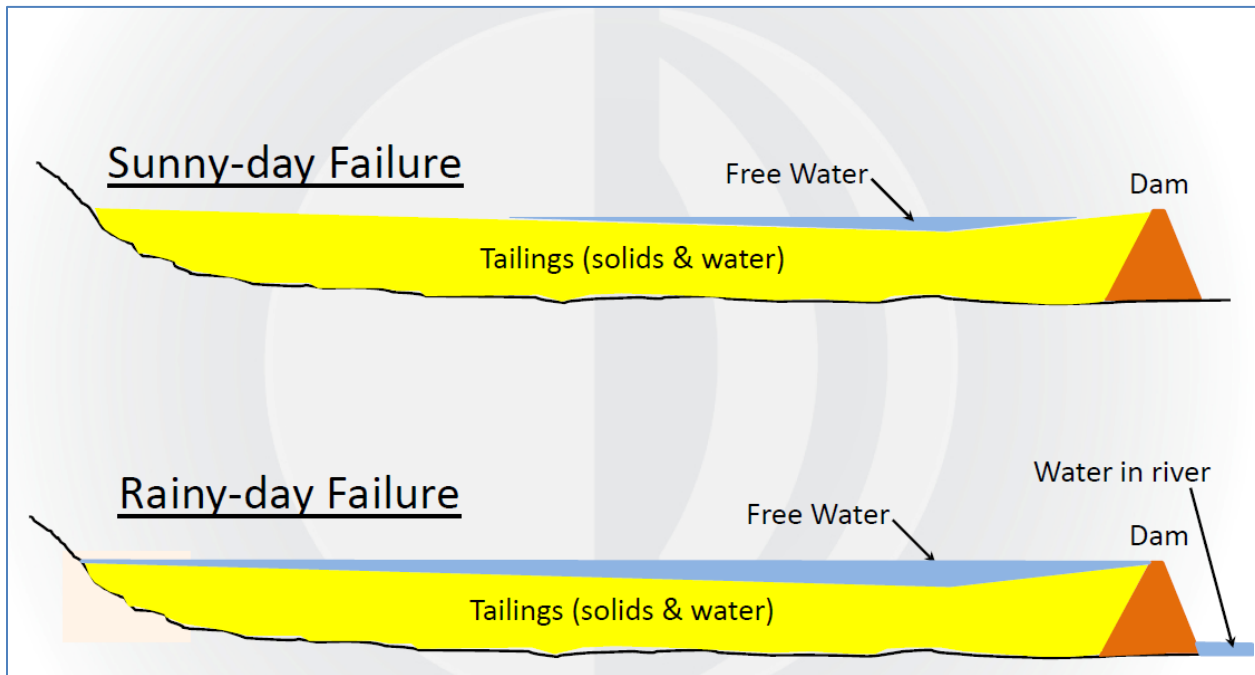 Sunny-day Failure
Free Water
Dam
Tailings (solids & water)
Water in river
Rainy-day Failure
Free Water
Dam
Tailings (solids & water)